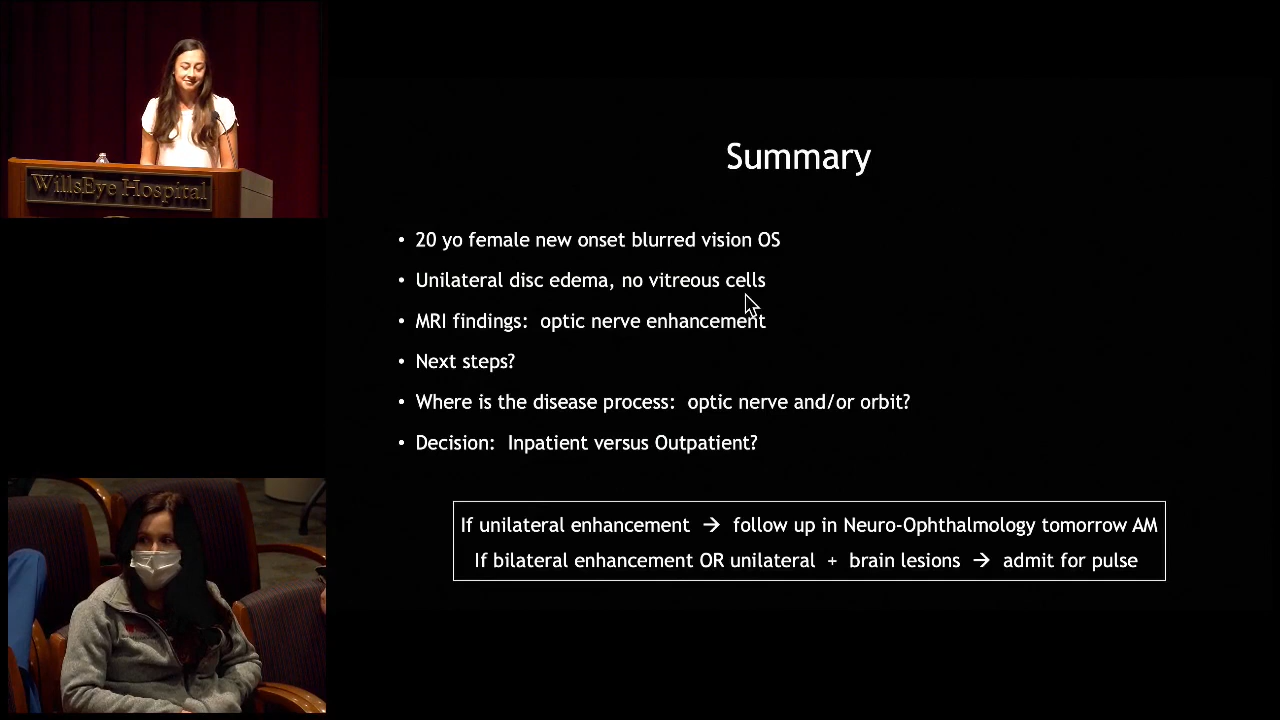 WillsEye Hospital
Summary
• 20 yo female new onset blurred vision OS
• Unilateral disc edema, no vitreous cells
• MRI findings:  optic nerve enhancement
• Next steps?
• Where is the disease process:  optic nerve and/or orbit?
• Decision:  Inpatient versus Outpatient?
If unilateral enhancement → follow up in Neuro-Ophthalmology tomorrow AM
If bilateral enhancement OR unilateral + brain lesions → admit for pulse